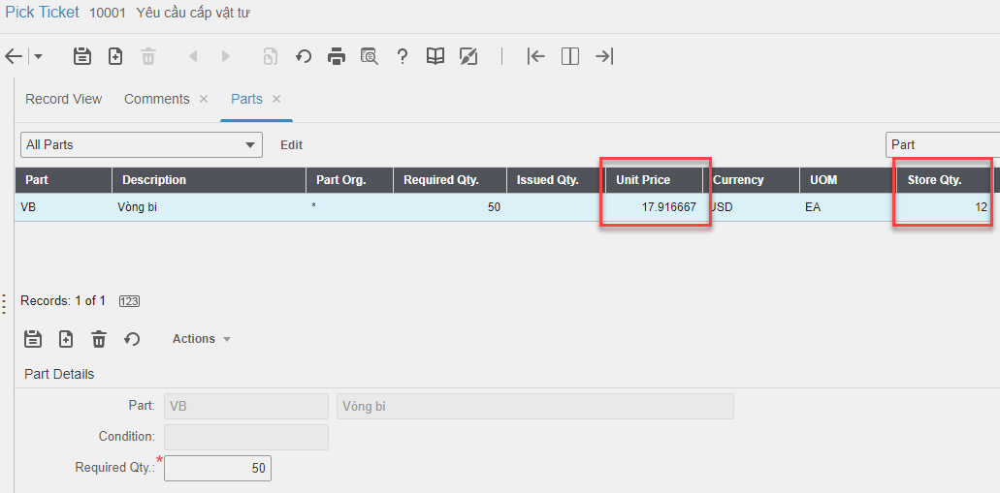 Pick Ticket 10001 Yêu cầu cấp vật tư
Record View Comments × Parts ×
All Parts Edit Part
Part Description Part Org. Required Qty. Issued Qty. Unit Price Currency UOM Store Qty.
VB Vòng bi * 50 17.916667 USD EA 12
Records: 1 of 1 123
Actions
Part Details
Part: VB Vòng bi
Condition:
Required Qty.: * 50